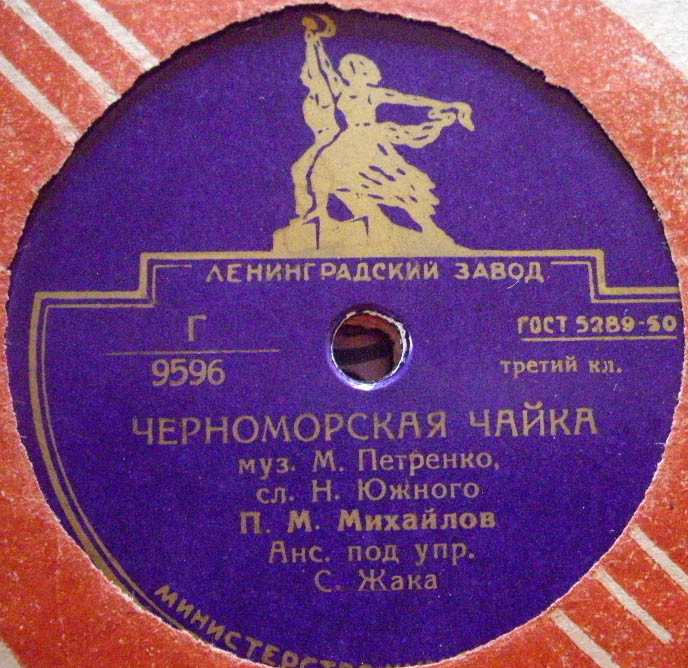 ЛЕНИНГРАДСКИЙ ЗАВОД
Г
9596
ГОСТ 5289-50
третий кл.
ЧЕРНОМОРСКАЯ ЧАЙКА
муз. М. Петренко,
сл. Н. Южного
П. М. Михайлов
Анс. под упр.
С. Жака